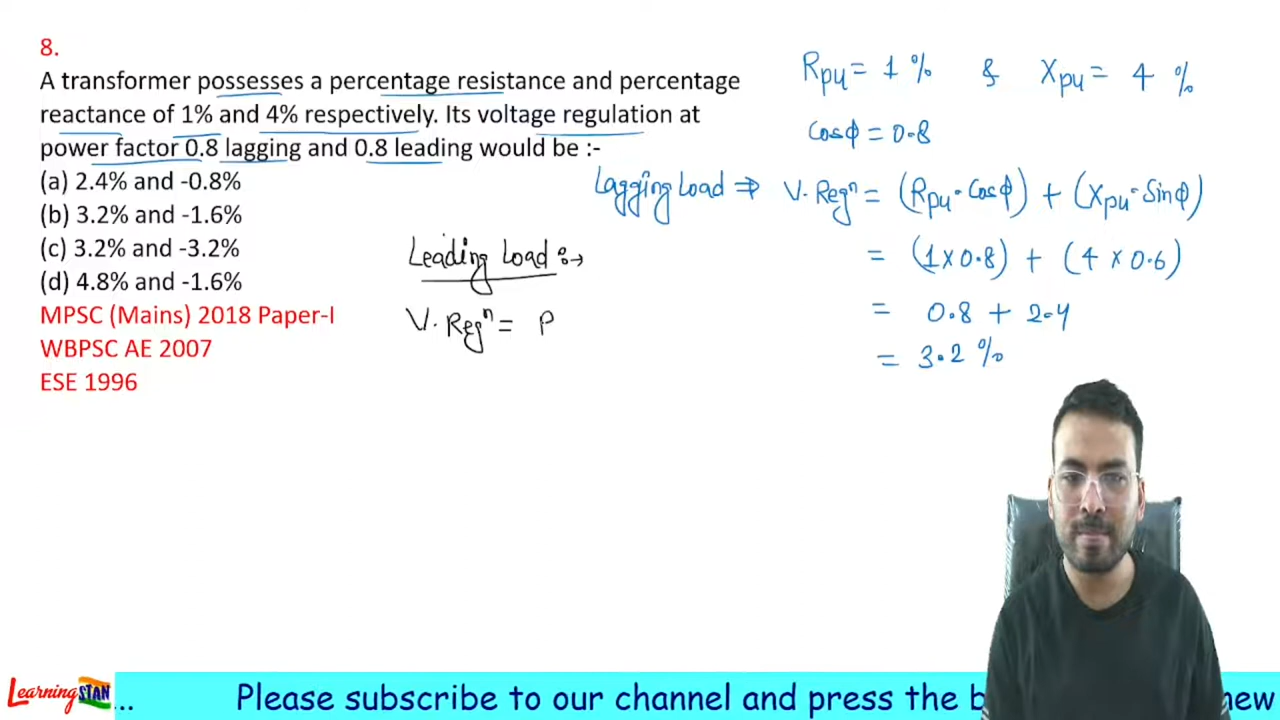 8.
A transformer possesses a percentage resistance and percentage
reactance of 1% and 4% respectively. Its voltage regulation at
power factor 0.8 lagging and 0.8 leading would be :-
(a) 2.4% and -0.8%
(b) 3.2% and -1.6%
(c) 3.2% and -3.2%
(d) 4.8% and -1.6%
MPSC (Mains) 2018 Paper-I
WBPSC AE 2007
ESE 1996
Leading Load :→
V. Regⁿ = P
Rpu = 1 % & Xpu = 4 %
cosφ = 0.8
Lagging Load ⇒ V. Regⁿ = (Rpu · Cosφ) + (Xpu · Sinφ)
= (1 × 0.8) + (4 × 0.6)
= 0.8 + 2.4
= 3.2 %
LearningSTAN
... Please subscribe to our channel and press the b new